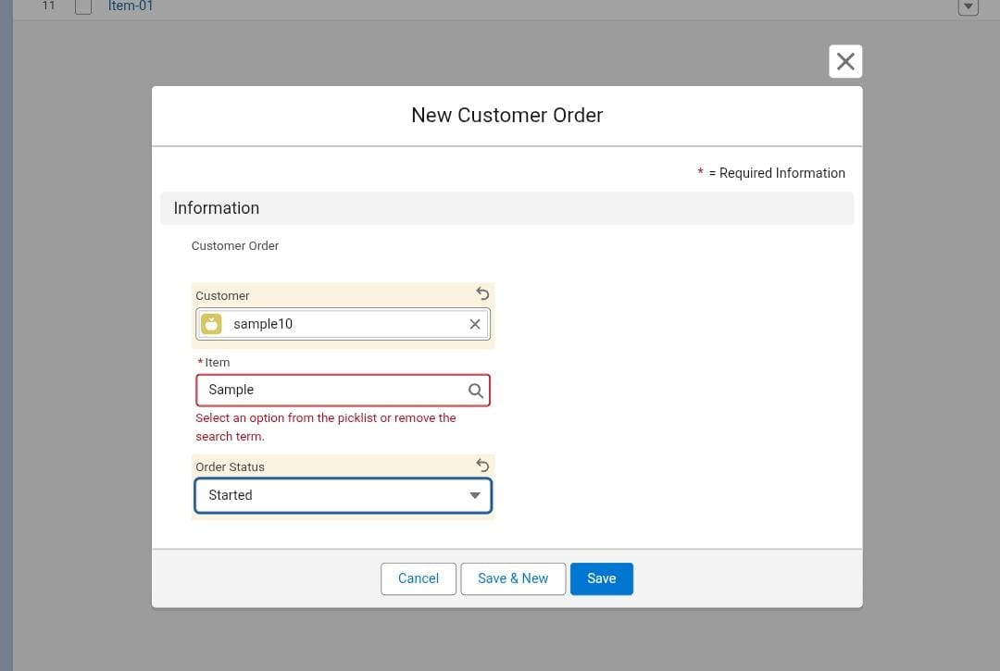 11 Item-01
New Customer Order
* = Required Information
Information
Customer Order
Customer
sample10
*Item
Sample
Select an option from the picklist or remove the
search term.
Order Status
Started
Cancel Save & New Save